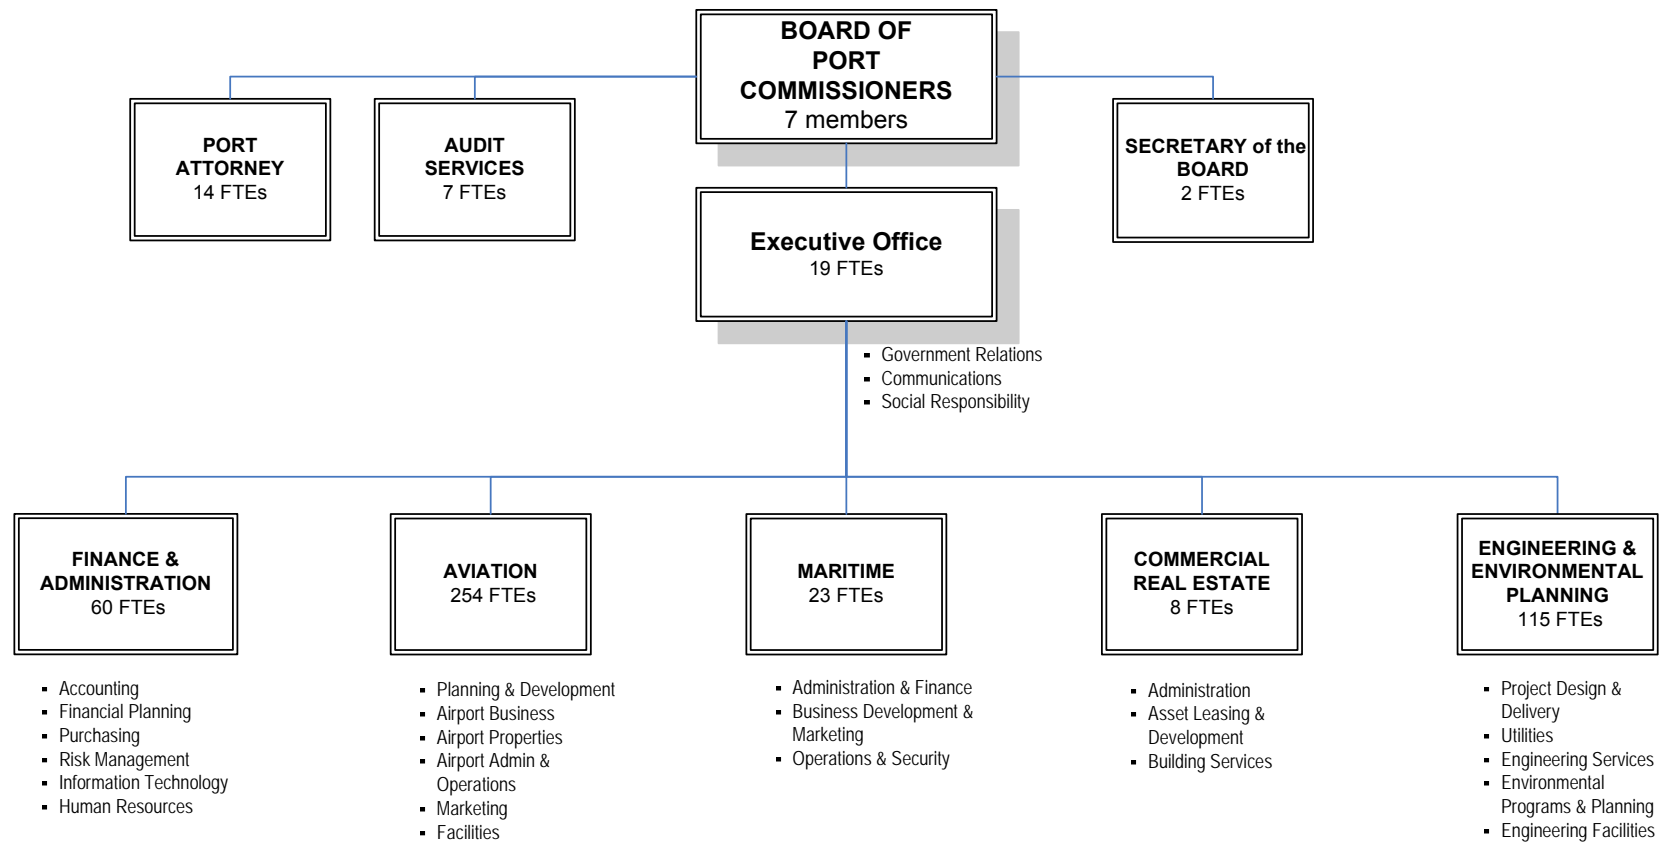 BOARD OF
PORT
COMMISSIONERS
7 members
PORT
ATTORNEY
14 FTEs
AUDIT
SERVICES
7 FTEs
SECRETARY of the
BOARD
2 FTEs
Executive Office
19 FTEs
▪ Government Relations
▪ Communications
▪ Social Responsibility
FINANCE &
ADMINISTRATION
60 FTEs
AVIATION
254 FTEs
MARITIME
23 FTEs
COMMERCIAL
REAL ESTATE
8 FTEs
ENGINEERING &
ENVIRONMENTAL
PLANNING
115 FTEs
▪ Accounting
▪ Financial Planning
▪ Purchasing
▪ Risk Management
▪ Information Technology
▪ Human Resources
▪ Planning & Development
▪ Airport Business
▪ Airport Properties
▪ Airport Admin &
Operations
▪ Marketing
▪ Facilities
▪ Administration & Finance
▪ Business Development &
Marketing
▪ Operations & Security
▪ Administration
▪ Asset Leasing &
Development
▪ Building Services
▪ Project Design &
Delivery
▪ Utilities
▪ Engineering Services
▪ Environmental
Programs & Planning
▪ Engineering Facilities